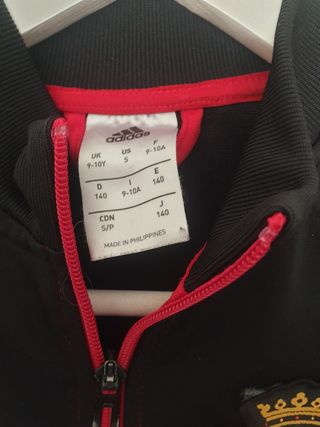 adidas
UK US F
9-10Y S 9-10A
D I E
140 9-10A 140
CDN J
S/P 140
MADE IN PHILIPPINES